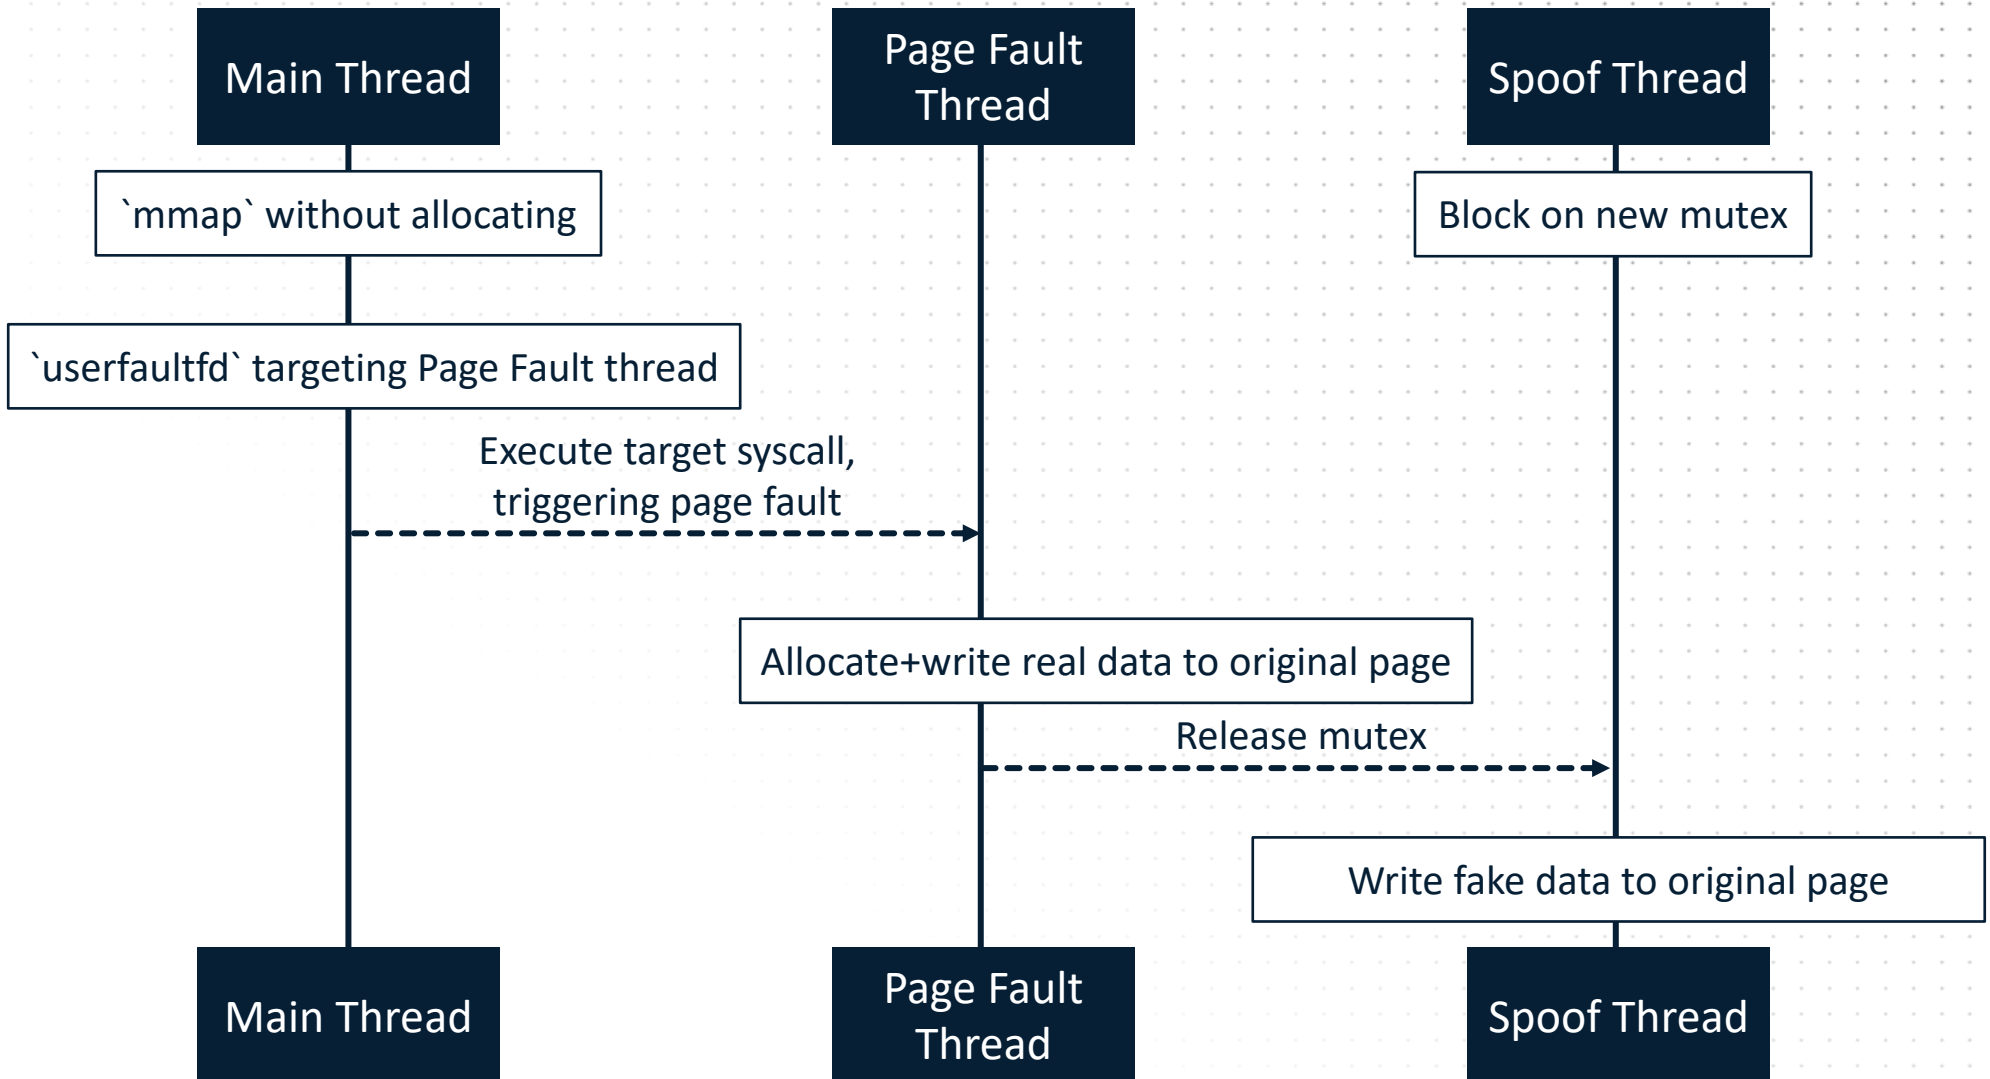 Main Thread
Page Fault
Thread
Spoof Thread
`mmap` without allocating
Block on new mutex
`userfaultfd` targeting Page Fault thread
Execute target syscall,
triggering page fault
Allocate+write real data to original page
Release mutex
Write fake data to original page
Main Thread
Page Fault
Thread
Spoof Thread